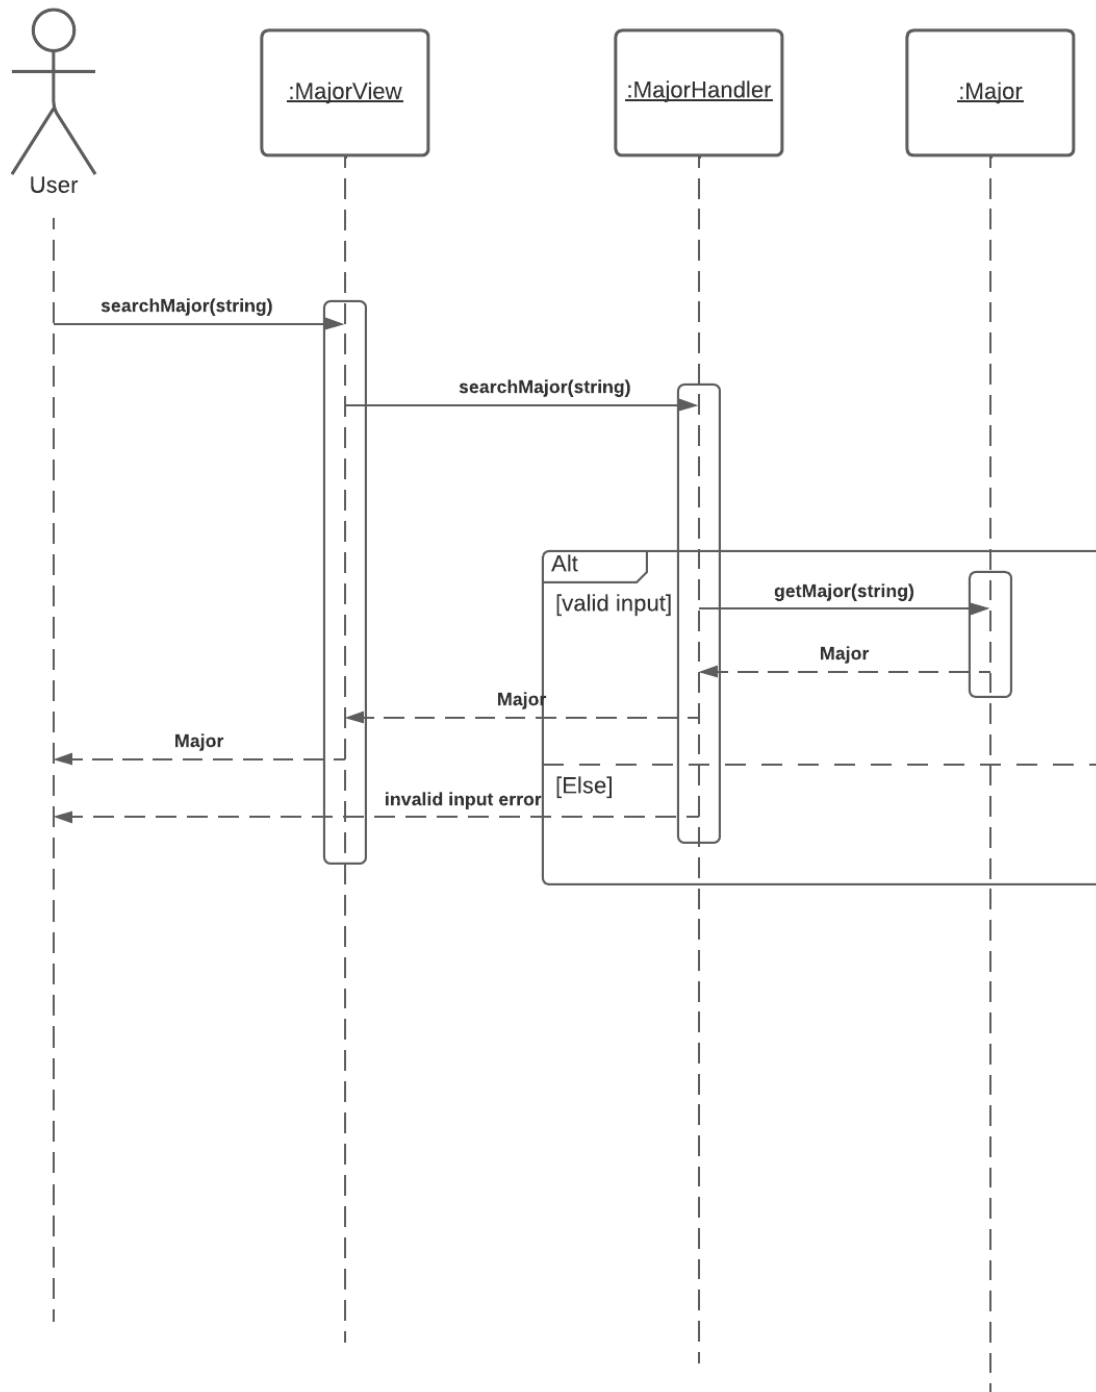 :MajorView
:MajorHandler
:Major
User
searchMajor(string)
searchMajor(string)
Alt
[valid input]
getMajor(string)
Major
Major
Major
[Else]
invalid input error